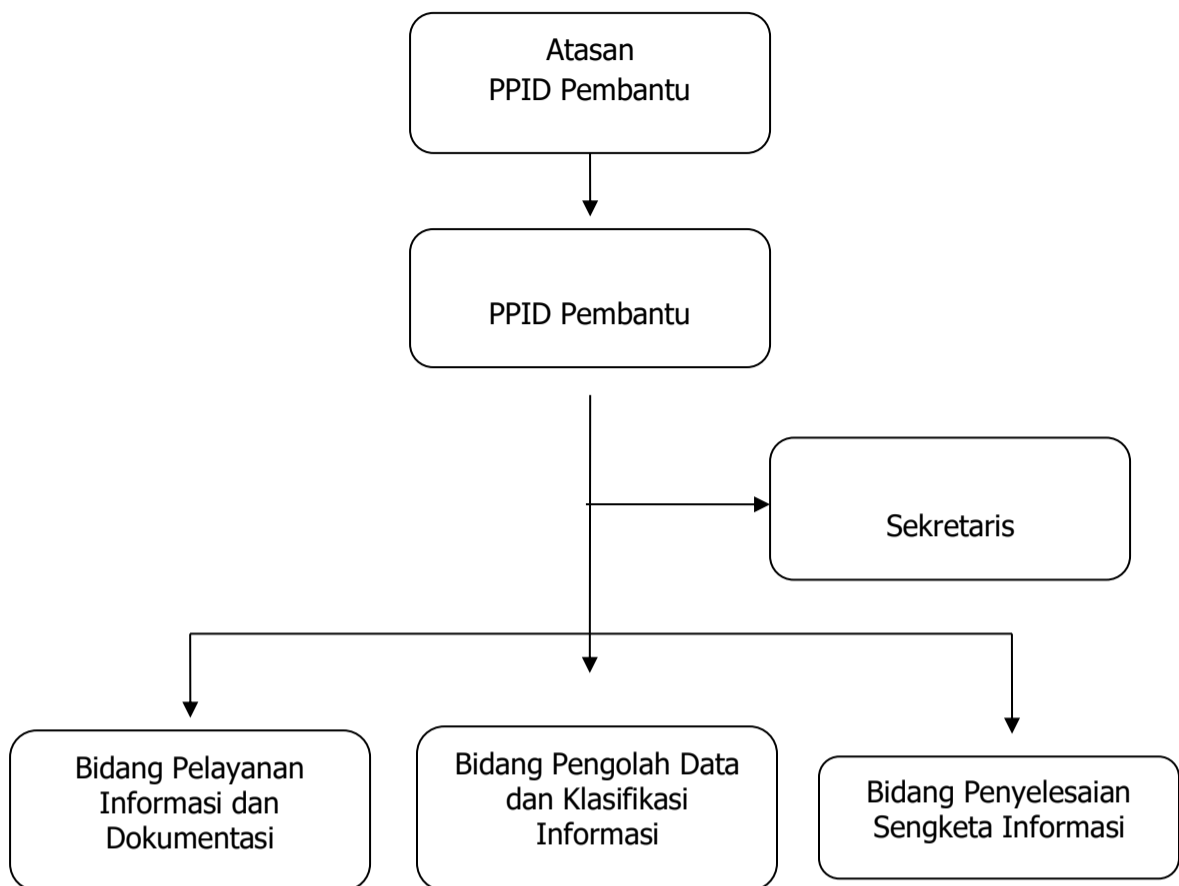 Atasan
PPID Pembantu
PPID Pembantu
Sekretaris
Bidang Pelayanan
Informasi dan
Dokumentasi
Bidang Pengolah Data
dan Klasifikasi
Informasi
Bidang Penyelesaian
Sengketa Informasi